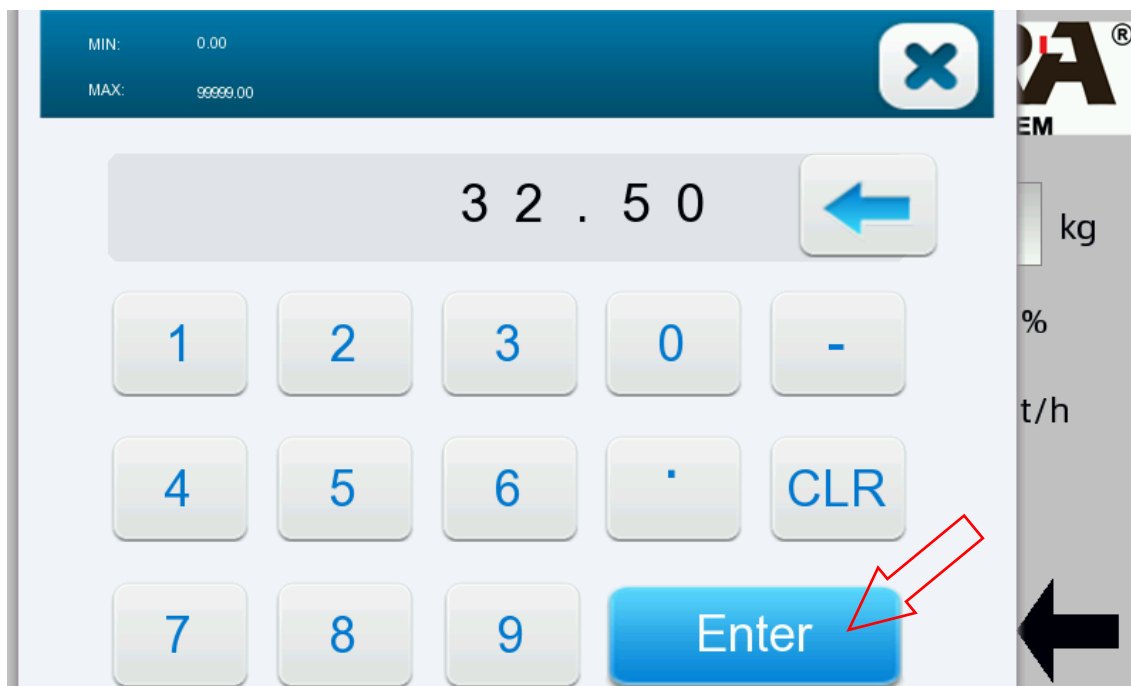 MIN: 0.00
MAX: 99999.00
32.50
kg
1 2 3 0 -
%
4 5 6 . CLR
t/h
7 8 9 Enter